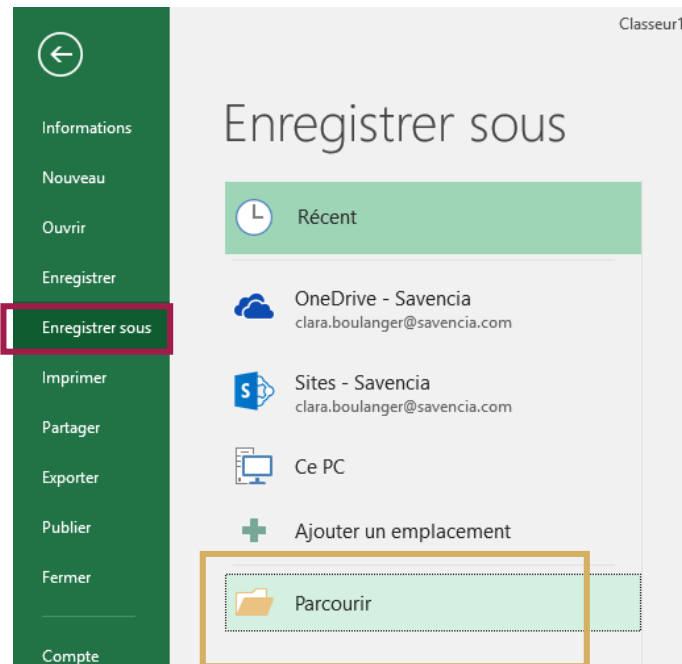 Classeur1
Informations
Nouveau
Ouvrir
Enregistrer
Enregistrer sous
Imprimer
Partager
Exporter
Publier
Fermer
Compte
Enregistrer sous
Récent
OneDrive - Savencia
clara.boulanger@savencia.com
Sites - Savencia
clara.boulanger@savencia.com
Ce PC
Ajouter un emplacement
Parcourir